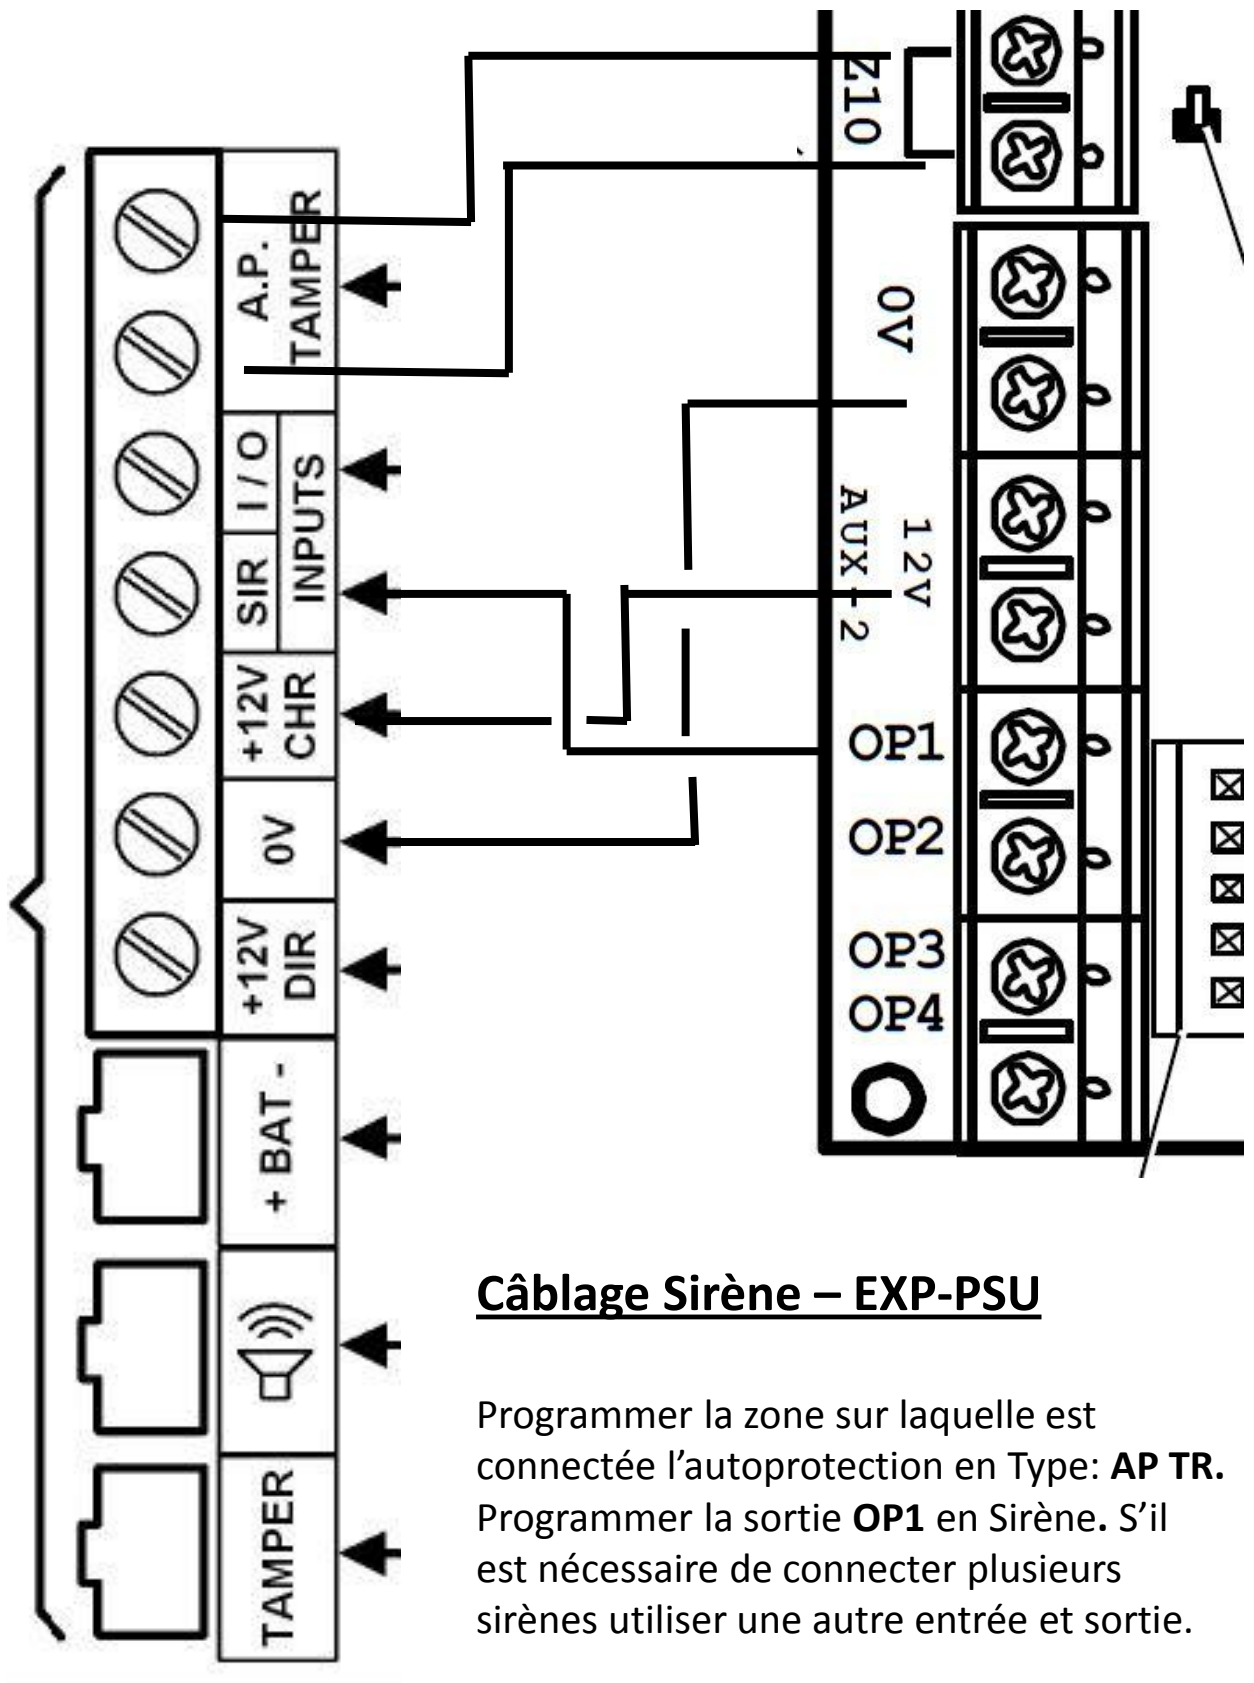 A.P.
TAMPER
I / O
SIR
INPUTS
+12V
CHR
0V
+12V
DIR
+ BAT -
TAMPER
Z10
0V
12V
AUX-2
OP1
OP2
OP3
OP4
Câblage Sirène – EXP-PSU
Programmer la zone sur laquelle est
connectée l’autoprotection en Type: AP TR.
Programmer la sortie OP1 en Sirène. S’il
est nécessaire de connecter plusieurs
sirènes utiliser une autre entrée et sortie.